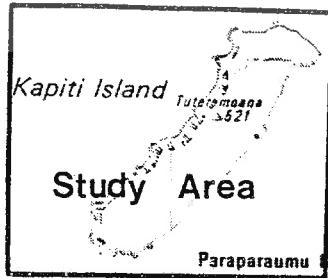 Kapiti Island
Tuteremoana
521
Study Area
Paraparaumu